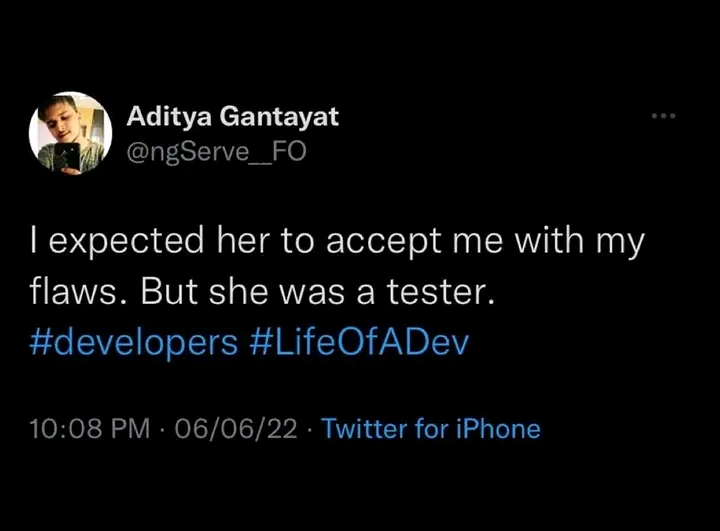 Aditya Gantayat
@ngServe__FO
I expected her to accept me with my
flaws. But she was a tester.
#developers #LifeOfADev
10:08 PM · 06/06/22 · Twitter for iPhone